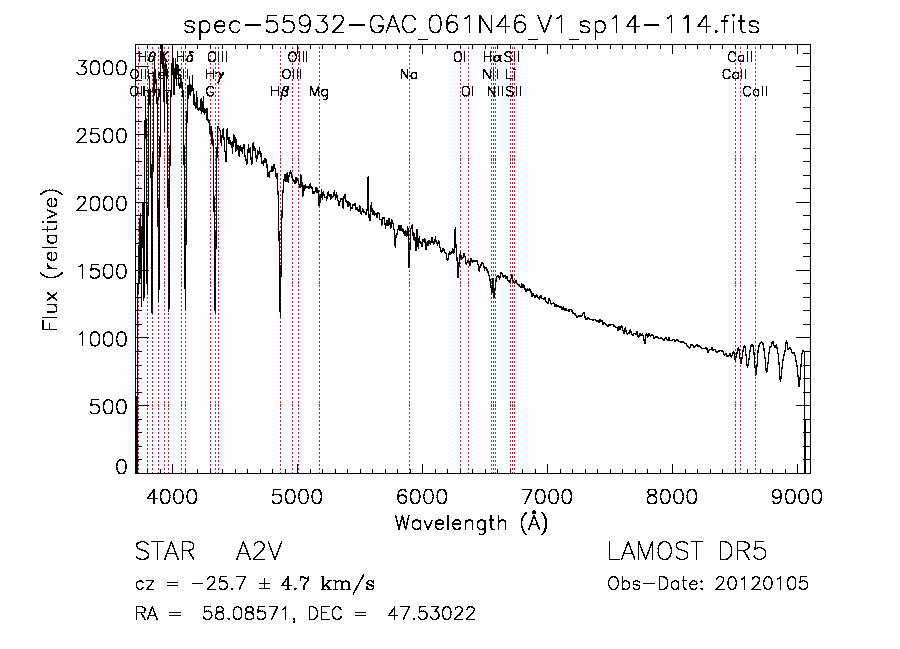 spec-55932-GAC_061N46_V1_sp14-114.fits
Hδ OIII OIII OI Hα SII CaII
Hγ OIII Na NII Li CaII
G Hβ Mg OI NII SII CaII
3000
2500
2000
1500
1000
500
0
Flux (relative)
4000 5000 6000 7000 8000 9000
Wavelength (Å)
STAR A2V LAMOST DR5
cz = -25.7 ± 4.7 km/s Obs-Date: 20120105
RA = 58.08571, DEC = 47.53022